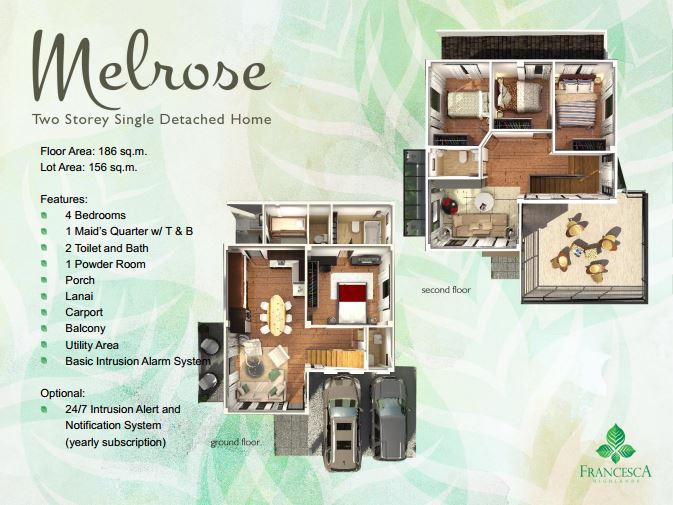 Melrose
Two Storey Single Detached Home
Floor Area: 186 sq.m.
Lot Area: 156 sq.m.
Features:
4 Bedrooms
1 Maid's Quarter w/ T & B
2 Toilet and Bath
1 Powder Room
Porch
Lanai
Carport
Balcony
Utility Area
Basic Intrusion Alarm System
Optional:
24/7 Intrusion Alert and
Notification System
(yearly subscription)
second floor
ground floor
FRANCESCA
HIGHLANDS